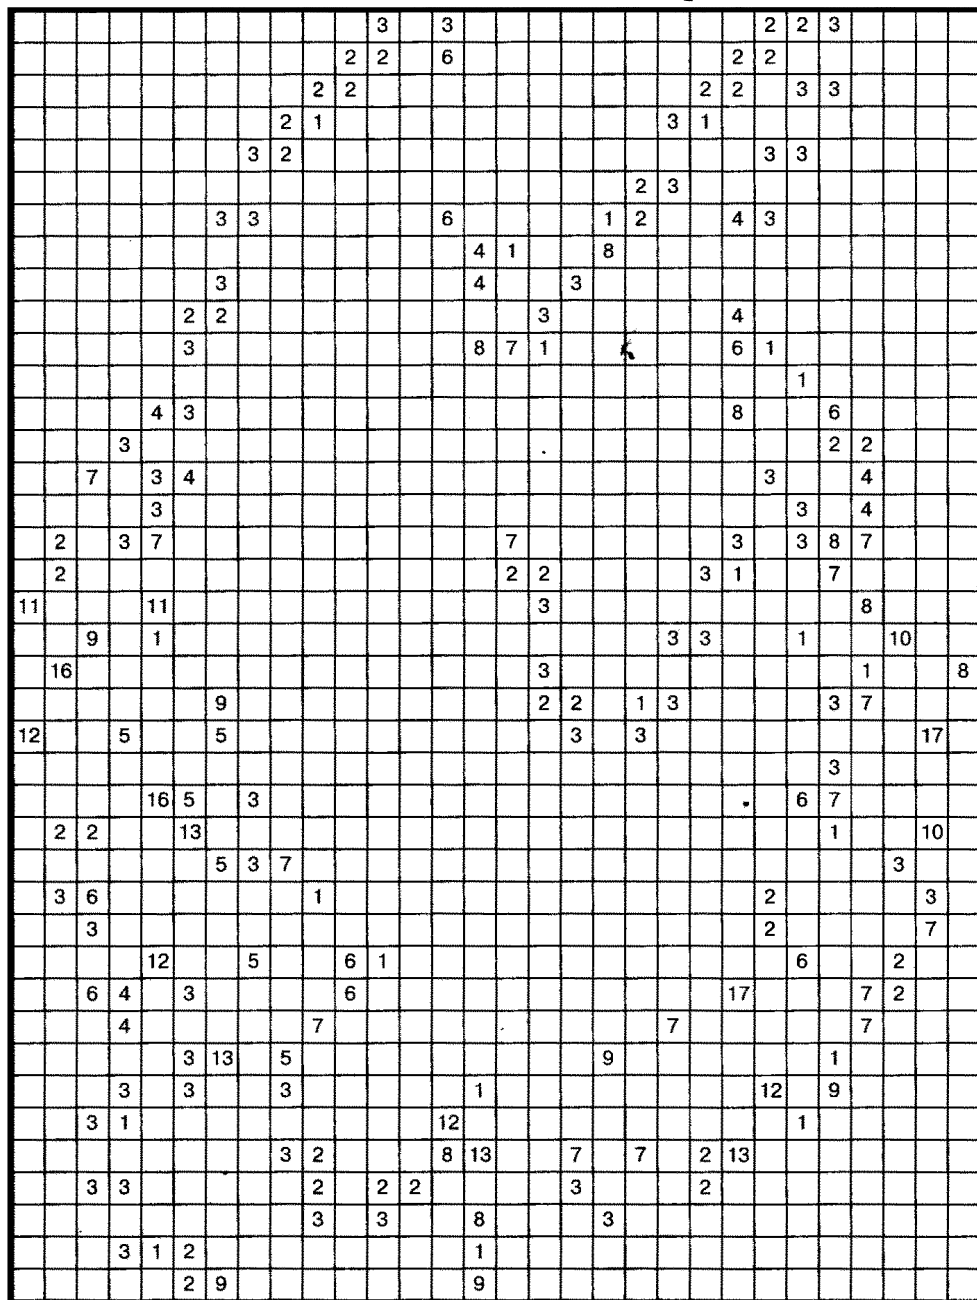 3 3 2 2 3
2 2 6 2 2
2 2 2 2 3 3
2 1 3 1
3 2 3 3
2 3
3 3 6 1 2 4 3
4 1 8
3 4 3
2 2 3 4
3 8 7 1 6 1
1
4 3 8 6
3 2 2
7 3 4 3 4
3 3 4
2 3 7 7 3 3 8 7
2 2 2 3 1 7
11 11 3 8
9 1 3 3 1 10
16 3 1 8
9 2 2 1 3 3 7
12 5 5 3 3 17
3
16 5 3 6 7
2 2 13 1 10
5 3 7 3
3 6 1 2 3
3 2 7
12 5 6 1 6 2
6 4 3 6 17 7 2
4 7 7 7
3 13 5 9 1
3 3 3 1 12 9
3 1 12 1
3 2 8 13 7 7 2 13
3 3 2 2 2 3 2
3 3 8 3
3 1 2 1
2 9 9